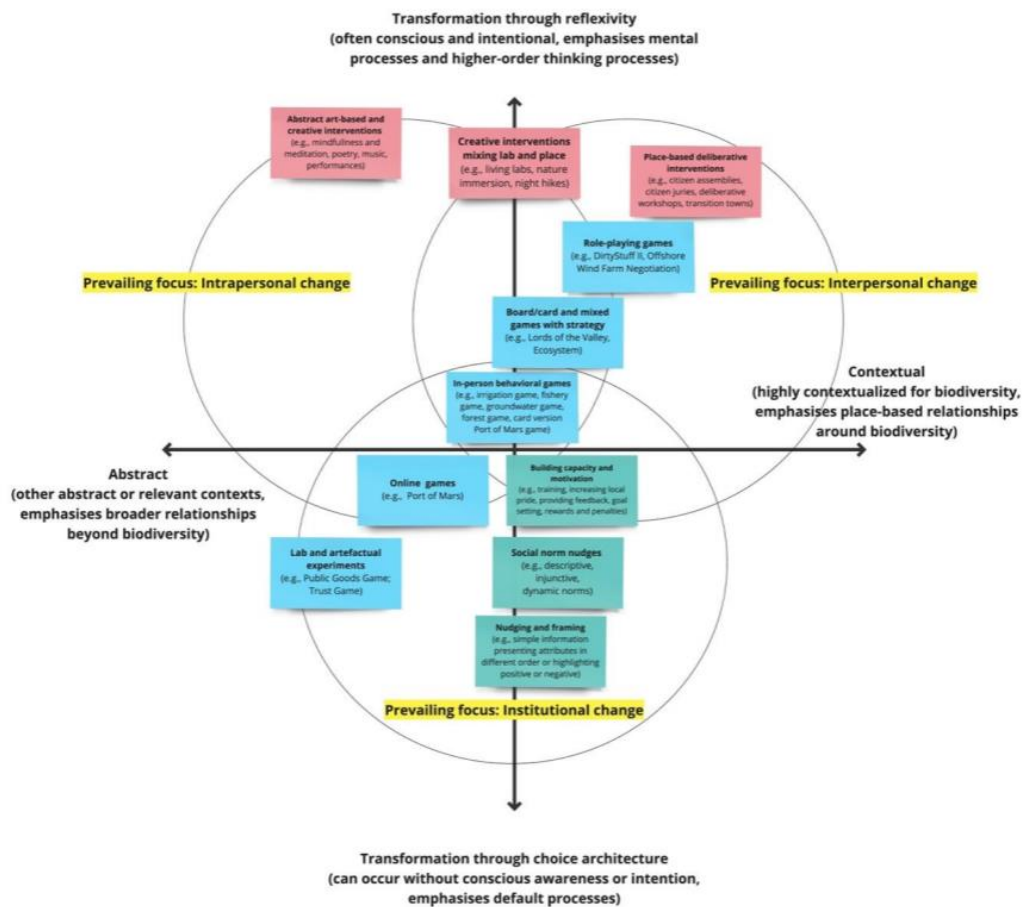 Transformation through reflexivity
(often conscious and intentional, emphasises mental
processes and higher-order thinking processes)
Abstract art-based and
creative interventions
(e.g., mindfullness and
meditation, poetry, music,
performances)
Creative interventions
mixing lab and place
(e.g., living labs, nature
immersion, night hikes)
Place-based deliberative
interventions
(e.g., citizen assemblies,
citizen juries, deliberative
workshops, transition towns)
Role-playing games
(e.g., DirtyStuff II, Offshore
Wind Farm Negotiation)
Prevailing focus: Intrapersonal change
Prevailing focus: Interpersonal change
Board/card and mixed
games with strategy
(e.g., Lords of the Valley,
Ecosystem)
In-person behavioral games
(e.g., irrigation game, fishery
game, groundwater game,
forest game, card version
Port of Mars game)
Contextual
(highly contextualized for biodiversity,
emphasises place-based relationships
around biodiversity)
Abstract
(other abstract or relevant contexts,
emphasises broader relationships
beyond biodiversity)
Online games
(e.g., Port of Mars)
Building capacity and
motivation
(e.g., training, increasing local
pride, providing feedback, goal
setting, rewards and penalties)
Lab and artefactual
experiments
(e.g., Public Goods Game;
Trust Game)
Social norm nudges
(e.g., descriptive,
injunctive,
dynamic norms)
Nudging and framing
(e.g., simple information
presenting attributes in
different order or highlighting
positive or negative)
Prevailing focus: Institutional change
Transformation through choice architecture
(can occur without conscious awareness or intention,
emphasises default processes)